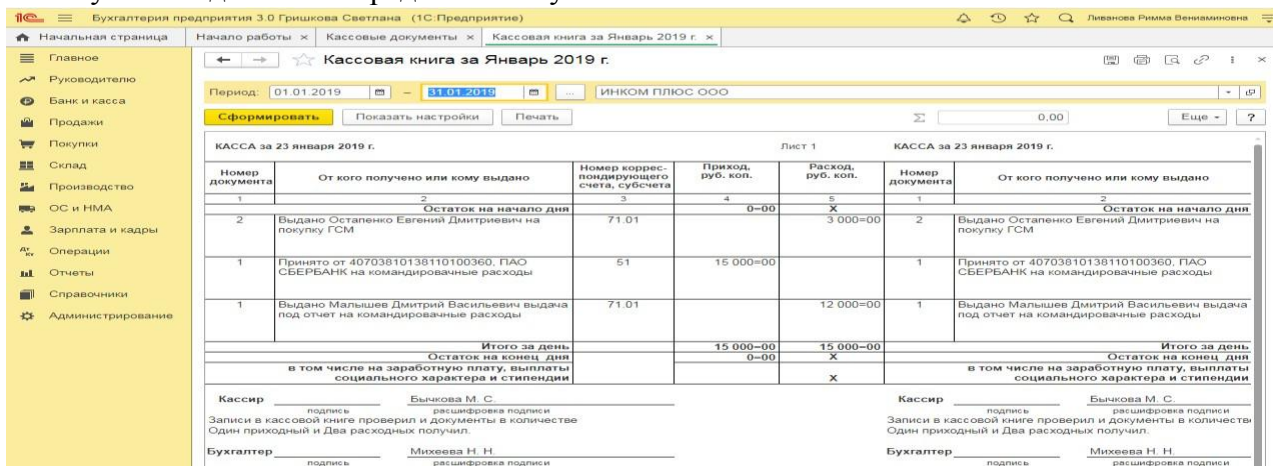 1С Бухгалтерия предприятия 3.0 Гришкова Светлана (1С:Предприятие) Ливанова Римма Вениаминовна
Начальная страница Начало работы × Кассовые документы × Кассовая книга за Январь 2019 г. ×
Главное
Руководителю
Банк и касса
Продажи
Покупки
Склад
Производство
ОС и НМА
Зарплата и кадры
Операции
Отчеты
Справочники
Администрирование
Кассовая книга за Январь 2019 г.
Период: 01.01.2019 – 31.01.2019 ... ИНКОМ ПЛЮС ООО
Сформировать Показать настройки Печать Σ 0,00 Еще ?
КАССА за 23 января 2019 г. Лист 1 КАССА за 23 января 2019 г.
Номер документа От кого получено или кому выдано Номер коррес-пондирующего счета, субсчета Приход, руб. коп. Расход, руб. коп. Номер документа От кого получено или кому выдано
1 2 3 4 5 1 2
Остаток на начало дня 0=00 X Остаток на начало дня
2 Выдано Остапенко Евгений Дмитриевич на 71.01 3 000=00 2 Выдано Остапенко Евгений Дмитриевич на
покупку ГСМ покупку ГСМ
1 Принято от 40703810138110100360, ПАО 51 15 000=00 1 Принято от 40703810138110100360, ПАО
СБЕРБАНК на командировачные расходы СБЕРБАНК на командировачные расходы
1 Выдано Малышев Дмитрий Васильевич выдача 71.01 12 000=00 1 Выдано Малышев Дмитрий Васильевич выдача
под отчет на командировачные расходы под отчет на командировачные расходы
Итого за день 15 000=00 15 000=00 Итого за день
Остаток на конец дня 0=00 X Остаток на конец дня
в том числе на заработную плату, выплаты в том числе на заработную плату, выплаты
социального характера и стипендии X социального характера и стипендии
Кассир Бычкова М. С. Кассир Бычкова М. С.
подпись расшифровка подписи подпись расшифровка подписи
Записи в кассовой книге проверил и документы в количестве Записи в кассовой книге проверил и документы в количестве
Один приходный и Два расходных получил. Один приходный и Два расходных получил.
Бухгалтер Михеева Н. Н. Бухгалтер Михеева Н. Н.
подпись расшифровка подписи подпись расшифровка подписи